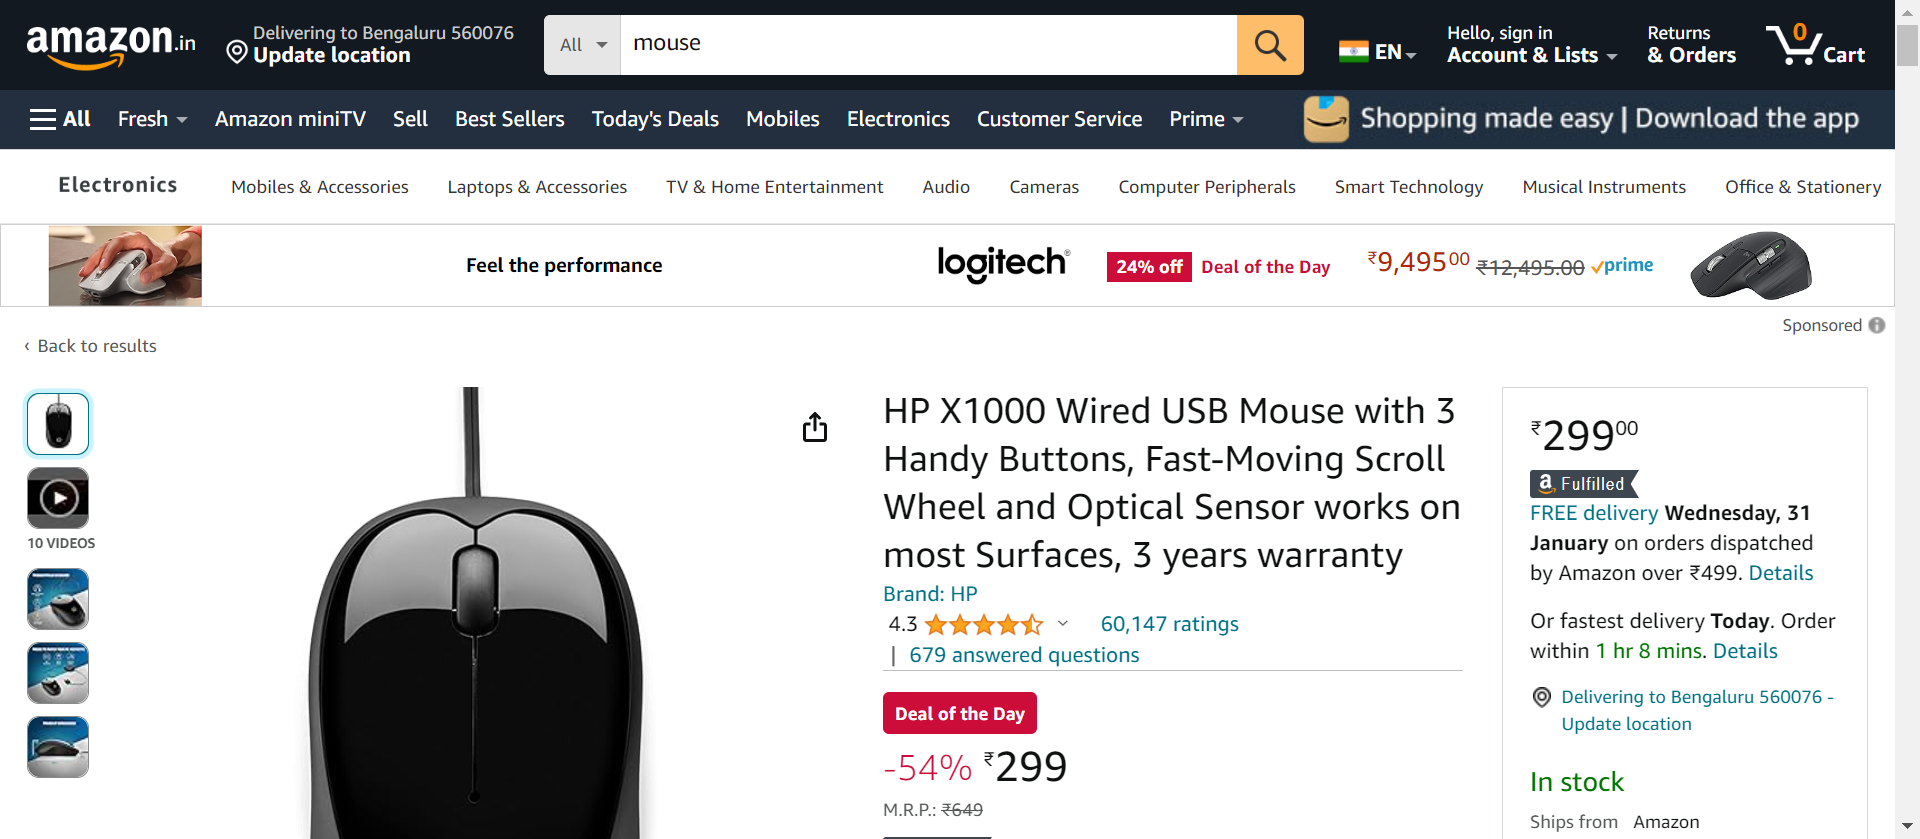 amazon.in
Delivering to Bengaluru 560076
Update location
All
mouse
EN
Hello, sign in
Account & Lists
Returns
& Orders
0
Cart
All
Fresh
Amazon miniTV
Sell
Best Sellers
Today's Deals
Mobiles
Electronics
Customer Service
Prime
Shopping made easy | Download the app
Electronics
Mobiles & Accessories
Laptops & Accessories
TV & Home Entertainment
Audio
Cameras
Computer Peripherals
Smart Technology
Musical Instruments
Office & Stationery
Feel the performance
logitech®
24% off
Deal of the Day
₹9,49500
₹12,495.00
prime
Sponsored
‹ Back to results
10 VIDEOS
HP X1000 Wired USB Mouse with 3
Handy Buttons, Fast-Moving Scroll
Wheel and Optical Sensor works on
most Surfaces, 3 years warranty
Brand: HP
4.3
60,147 ratings
| 679 answered questions
Deal of the Day
-54% ₹299
M.R.P.: ₹649
₹29900
a Fulfilled
FREE delivery Wednesday, 31
January on orders dispatched
by Amazon over ₹499. Details
Or fastest delivery Today. Order
within 1 hr 8 mins. Details
Delivering to Bengaluru 560076 -
Update location
In stock
Ships from Amazon